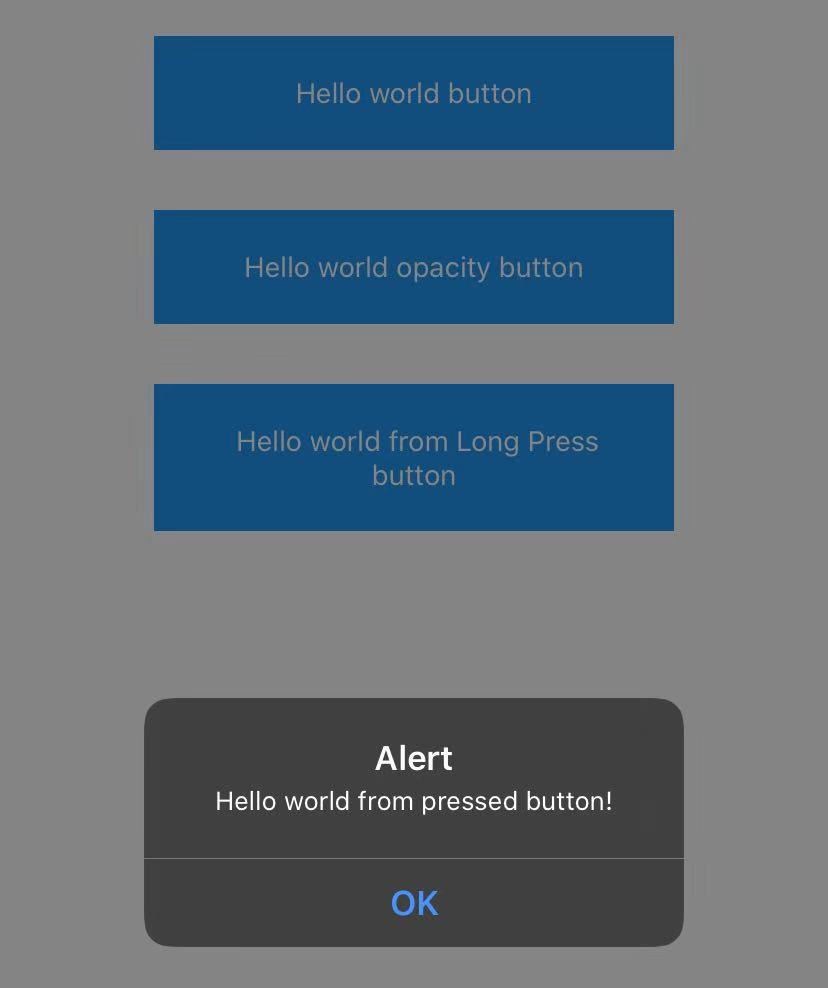 Hello world button
Hello world opacity button
Hello world from Long Press
button
Alert
Hello world from pressed button!
OK